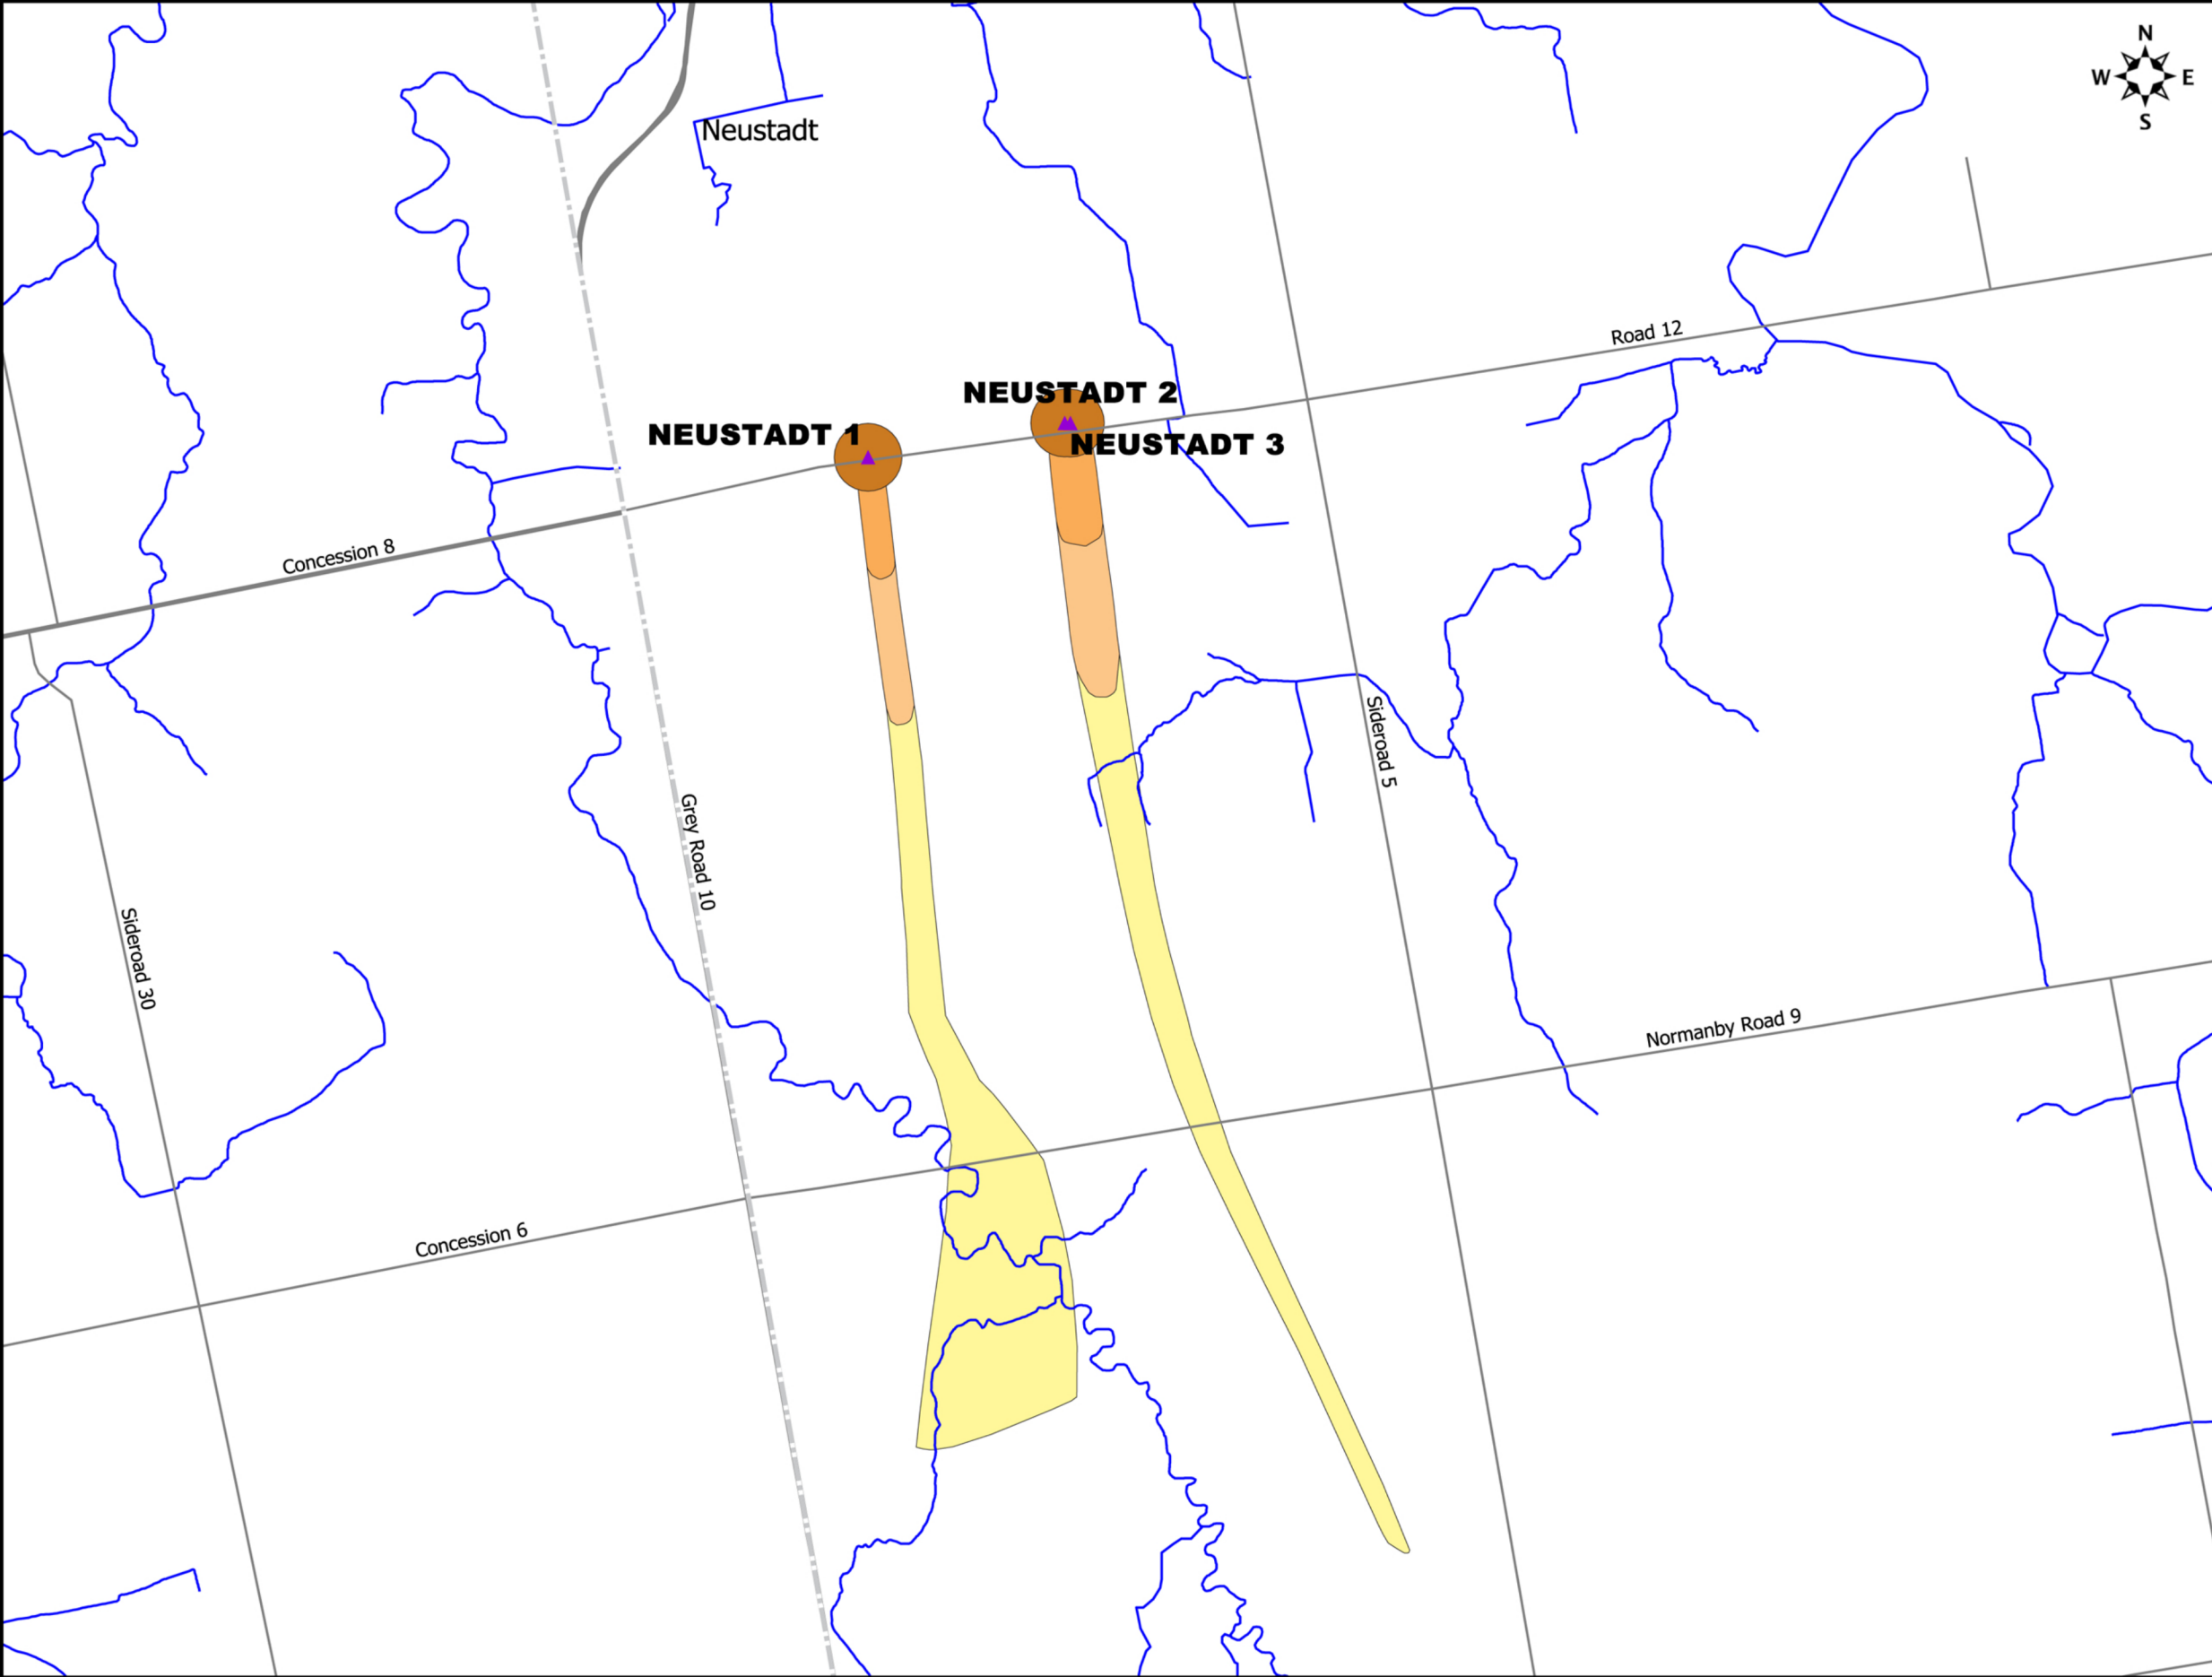 N
W E
S
Neustadt
Road 12
NEUSTADT 2
NEUSTADT 1
NEUSTADT 3
Concession 8
Sideroad 5
Grey Road 10
Sideroad 30
Normanby Road 9
Concession 6